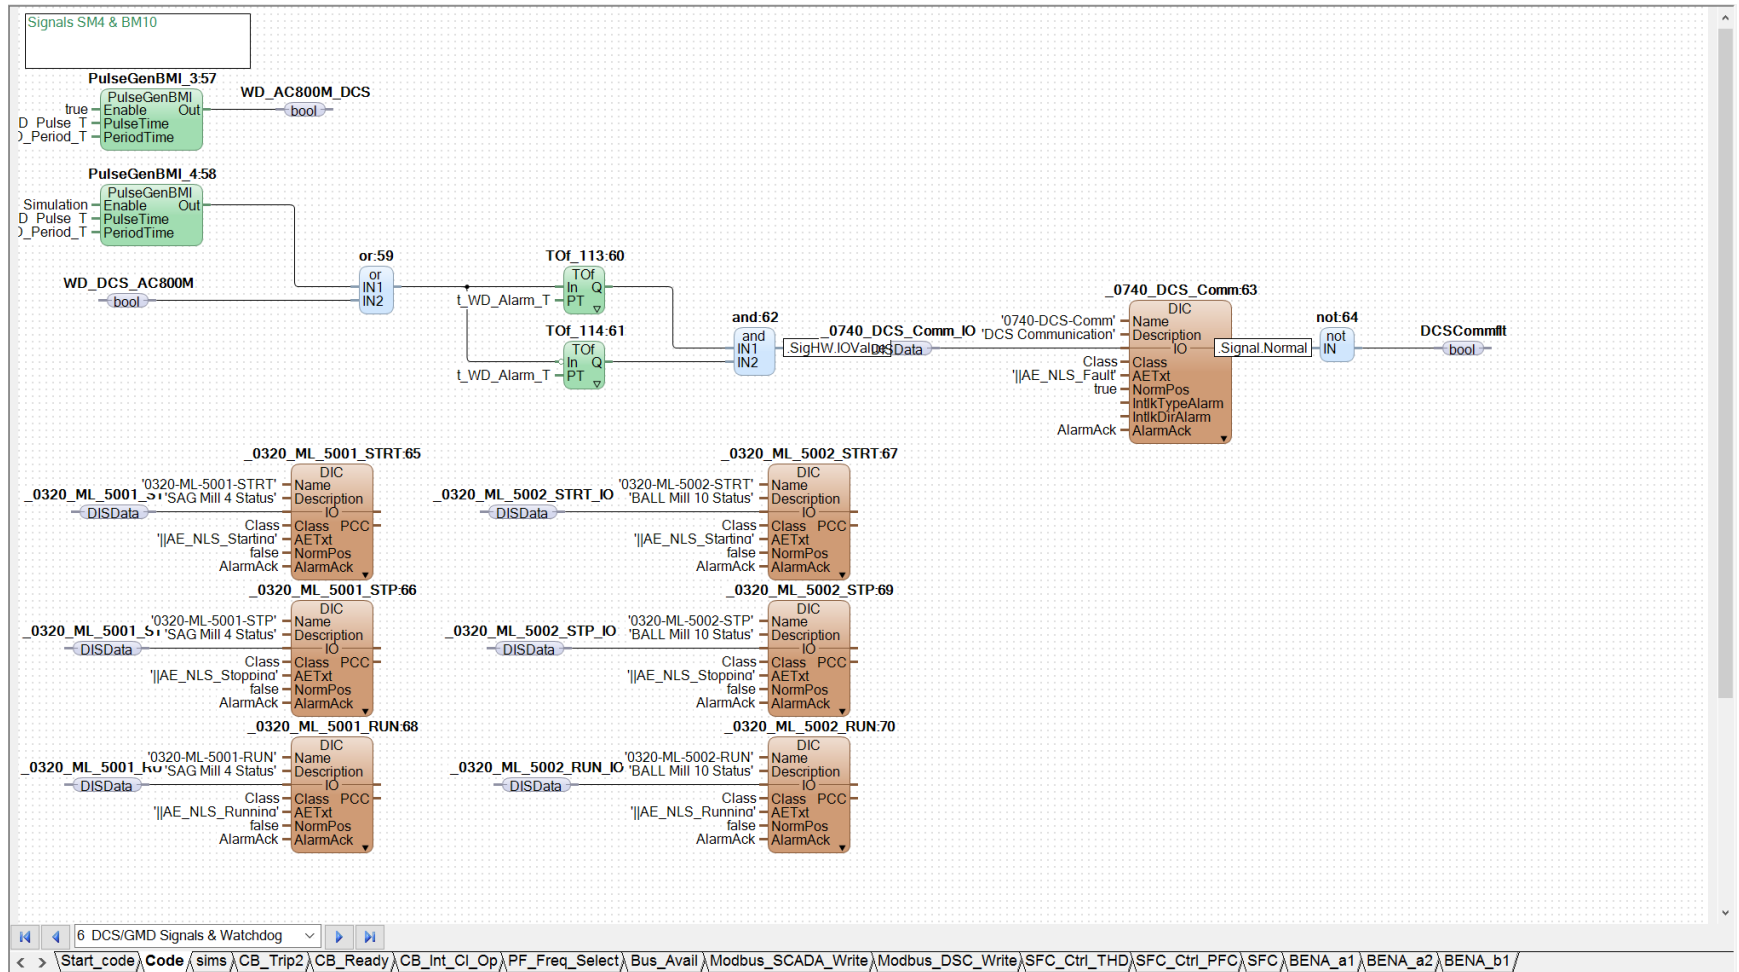 Signals SM4 & BM10
PulseGenBMI_3:57
PulseGenBMI
true Enable Out
D_Pulse_T PulseTime
D_Period_T PeriodTime
WD_AC800M_DCS
bool
PulseGenBMI_4:58
PulseGenBMI
Simulation Enable Out
D_Pulse_T PulseTime
D_Period_T PeriodTime
WD_DCS_AC800M
bool
or:59
or
IN1
IN2
TOf_113:60
TOf
In Q
t_WD_Alarm_T PT
TOf_114:61
TOf
In Q
t_WD_Alarm_T PT
and:62
and
IN1
IN2
_0740_DCS_Comm_IO
.SigHW.IOValue
DISData
_0740_DCS_Comm:63
DIC
'0740-DCS-Comm' Name
'DCS Communication' Description
IO
Class Class
'||AE_NLS_Fault' AETxt
true NormPos
IntlkTypeAlarm
IntlkDirAlarm
AlarmAck AlarmAck
.Signal.Normal
not:64
not
IN
DCSCommflt
bool
_0320_ML_5001_STRT:65
DIC
'0320-ML-5001-STRT' Name
_0320_ML_5001_ST 'SAG Mill 4 Status' Description
DISData IO
Class Class PCC
'||AE_NLS_Starting' AETxt
false NormPos
AlarmAck AlarmAck
_0320_ML_5002_STRT:67
DIC
'0320-ML-5002-STRT' Name
_0320_ML_5002_STRT_IO 'BALL Mill 10 Status' Description
DISData IO
Class Class PCC
'||AE_NLS_Starting' AETxt
false NormPos
AlarmAck AlarmAck
_0320_ML_5001_STP:66
DIC
'0320-ML-5001-STP' Name
_0320_ML_5001_ST 'SAG Mill 4 Status' Description
DISData IO
Class Class PCC
'||AE_NLS_Stopping' AETxt
false NormPos
AlarmAck AlarmAck
_0320_ML_5002_STP:69
DIC
'0320-ML-5002-STP' Name
_0320_ML_5002_STP_IO 'BALL Mill 10 Status' Description
DISData IO
Class Class PCC
'||AE_NLS_Stopping' AETxt
false NormPos
AlarmAck AlarmAck
_0320_ML_5001_RUN:68
DIC
'0320-ML-5001-RUN' Name
_0320_ML_5001_RU 'SAG Mill 4 Status' Description
DISData IO
Class Class PCC
'||AE_NLS_Running' AETxt
false NormPos
AlarmAck AlarmAck
_0320_ML_5002_RUN:70
DIC
'0320-ML-5002-RUN' Name
_0320_ML_5002_RUN_IO 'BALL Mill 10 Status' Description
DISData IO
Class Class PCC
'||AE_NLS_Running' AETxt
false NormPos
AlarmAck AlarmAck
6 DCS/GMD Signals & Watchdog
Start_code Code sims CB_Trip2 CB_Ready CB_Int_Cl_Op PF_Freq_Select Bus_Avail Modbus_SCADA_Write Modbus_DSC_Write SFC_Ctrl_THD SFC_Ctrl_PFC SFC BENA_a1 BENA_a2 BENA_b1